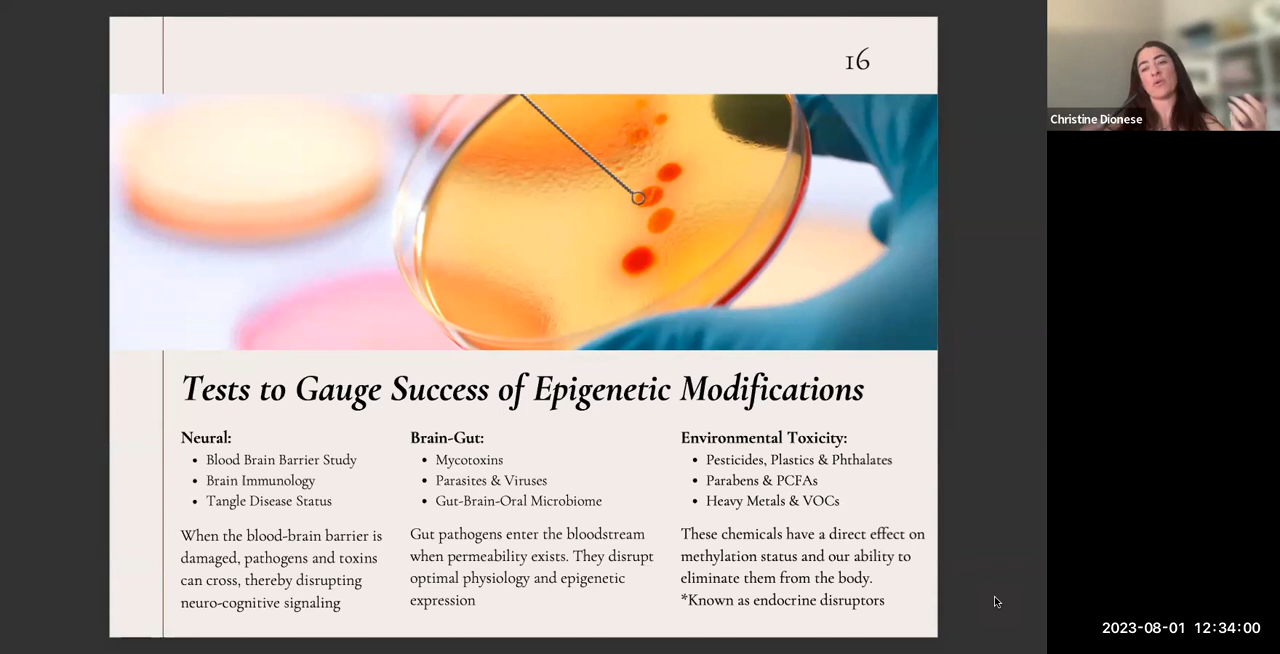 16
Christine Dionese
Tests to Gauge Success of Epigenetic Modifications
Neural:
• Blood Brain Barrier Study
• Brain Immunology
• Tangle Disease Status
When the blood-brain barrier is
damaged, pathogens and toxins
can cross, thereby disrupting
neuro-cognitive signaling
Brain-Gut:
• Mycotoxins
• Parasites & Viruses
• Gut-Brain-Oral Microbiome
Gut pathogens enter the bloodstream
when permeability exists. They disrupt
optimal physiology and epigenetic
expression
Environmental Toxicity:
• Pesticides, Plastics & Phthalates
• Parabens & PCFAs
• Heavy Metals & VOCs
These chemicals have a direct effect on
methylation status and our ability to
eliminate them from the body.
*Known as endocrine disruptors
2023-08-01 12:34:00